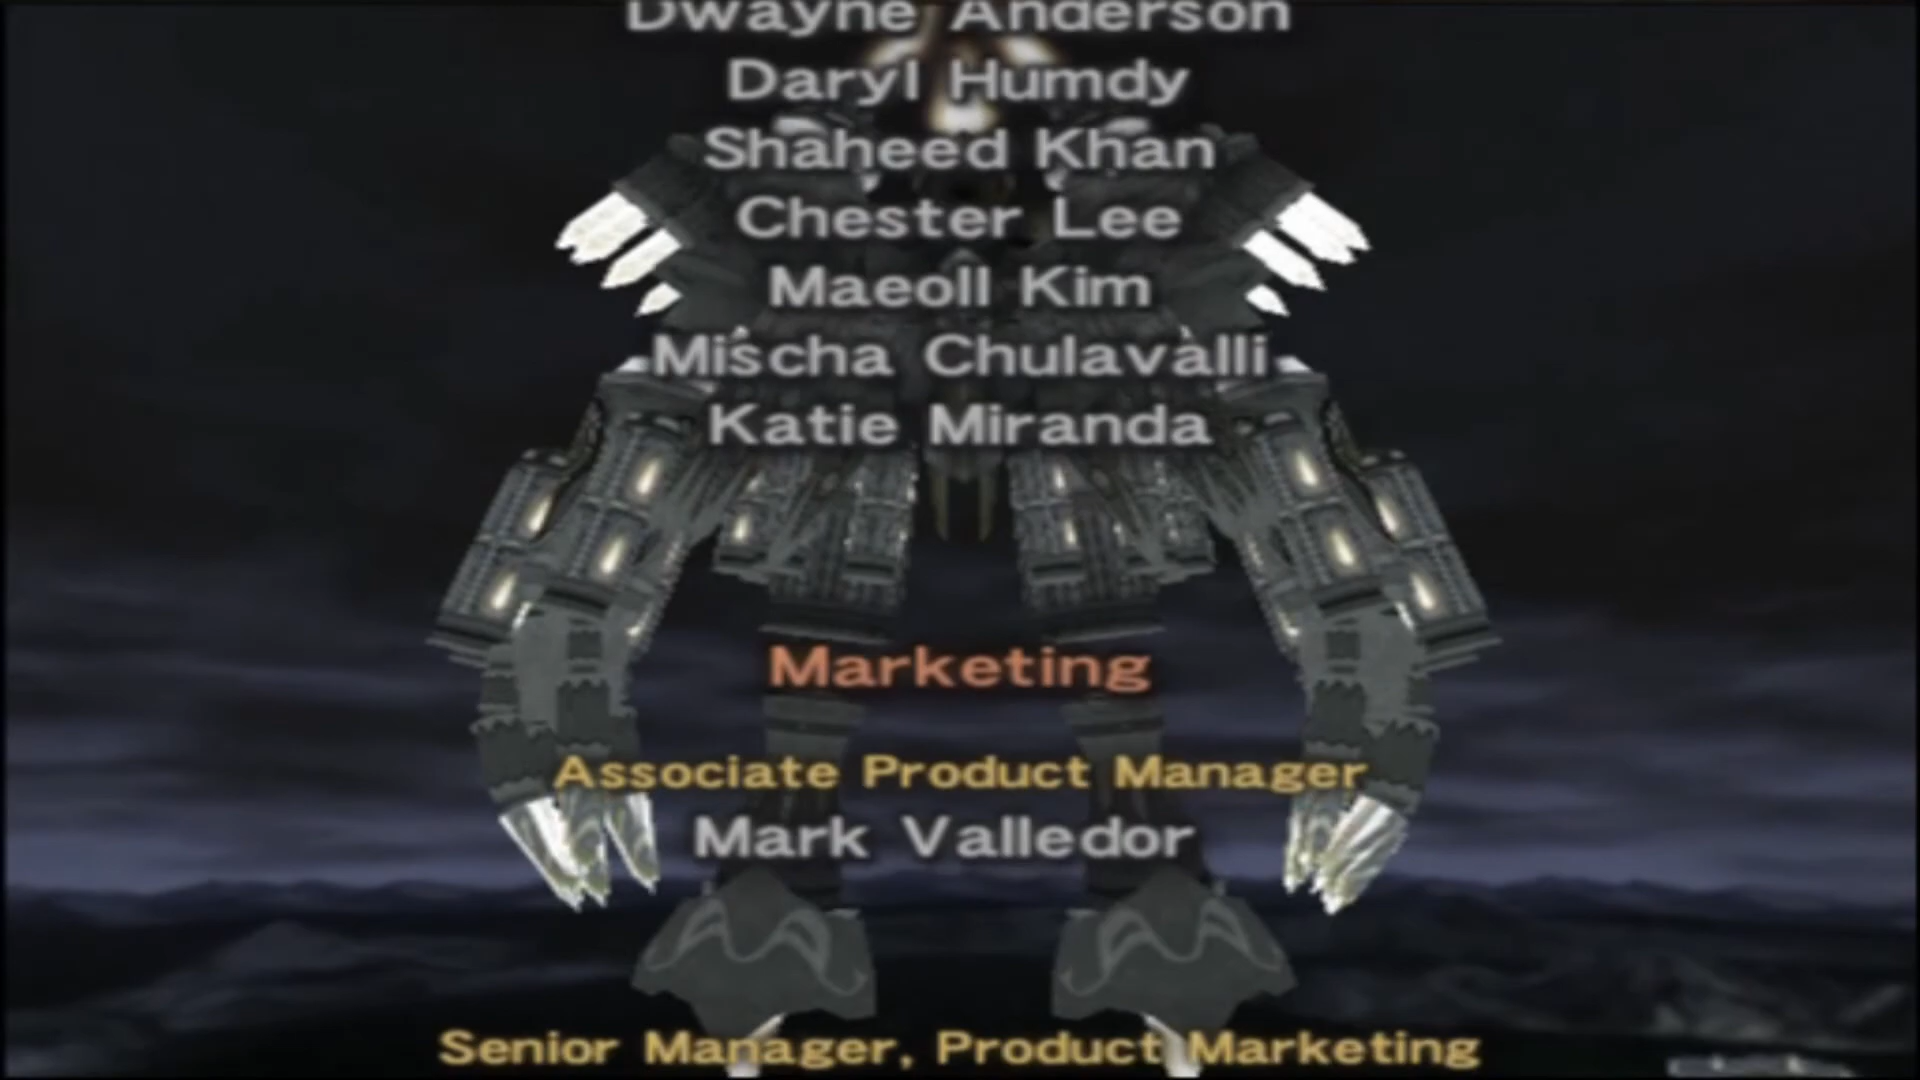 Dwayne Anderson
Daryl Humdy
Shaheed Khan
Chester Lee
Maeoll Kim
Mischa Chulavalli
Katie Miranda
Marketing
Associate Product Manager
Mark Valledor
Senior Manager, Product Marketing